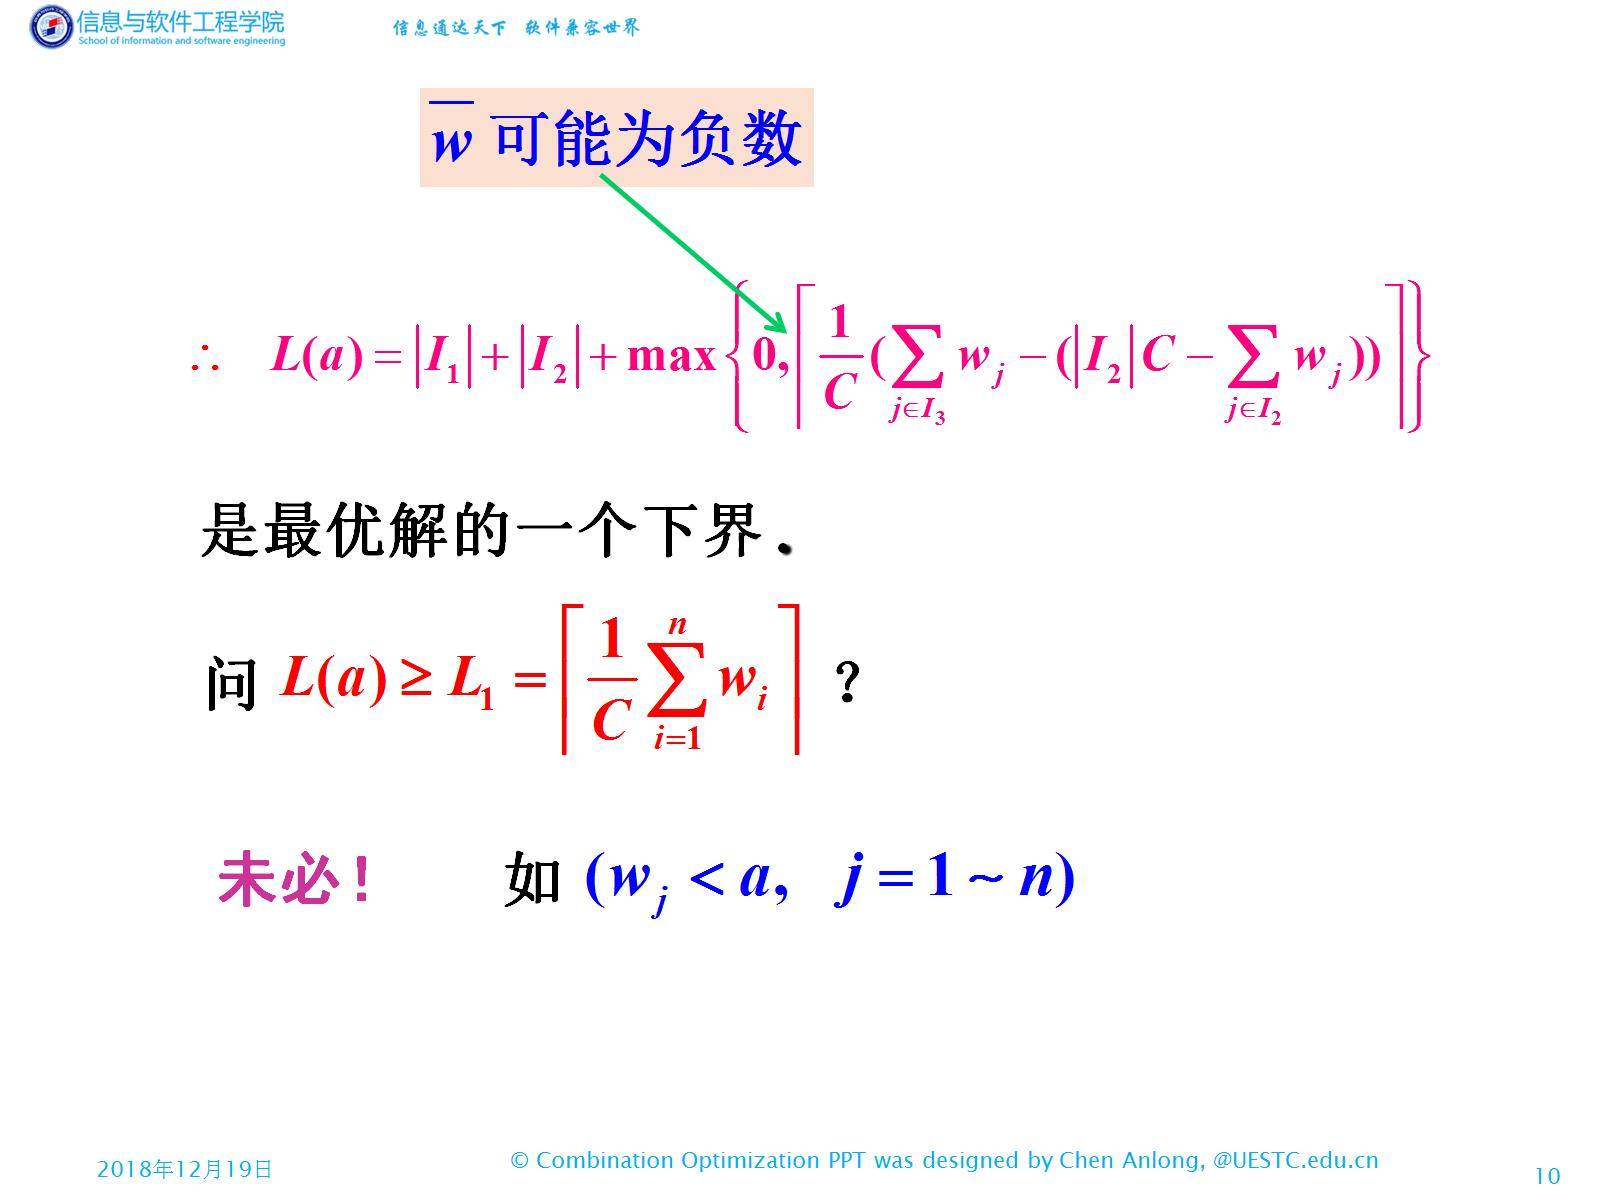 信息与软件工程学院
School of information and software engineering
信息通达天下 软件兼容世界
w̅ 可能为负数
∴ L(a) = |I₁| + |I₂| + max{0, ⌈1/C (∑_{j∈I₃} w_j − (|I₂|C − ∑_{j∈I₂} w_j))⌉}
是最优解的一个下界．
问 L(a) ≥ L₁ = ⌈1/C ∑_{i=1}^{n} w_i⌉ ？
未必！ 如 (w_j < a, j = 1 ~ n)
2018年12月19日
© Combination Optimization PPT was designed by Chen Anlong, @UESTC.edu.cn
10